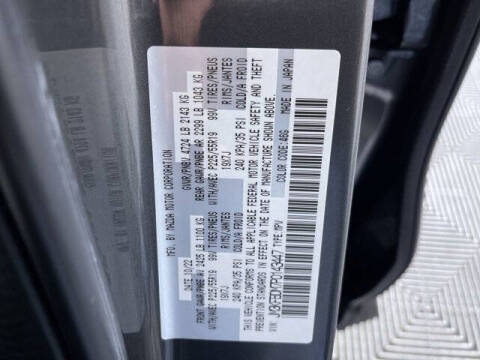 MFD.BY MAZDA MOTOR CORPORATION
DATE: 10/22 GVWR/PNBV 4724 LB 2143 KG
FRONT GAWR/PNBE AV 2425 LB 1100 KG REAR GAWR/PNBE AR 2299 LB 1043 KG
WITH/AVEC P225/55R19 99V TIRES/PNEUS WITH/AVEC P225/55R19 99V TIRES/PNEUS
19X7J RIMS/JANTES 19X7J RIMS/JANTES
240 KPA/35 PSI COLD/A FROID 240 KPA/35 PSI COLD/A FROID
THIS VEHICLE CONFORMS TO ALL APPLICABLE FEDERAL MOTOR VEHICLE SAFETY AND THEFT
PREVENTION STANDARDS IN EFFECT ON THE DATE OF MANUFACTURE SHOWN ABOVE.
VIN: TYPE:MPV COLOR CODE:46G MADE IN JAPAN